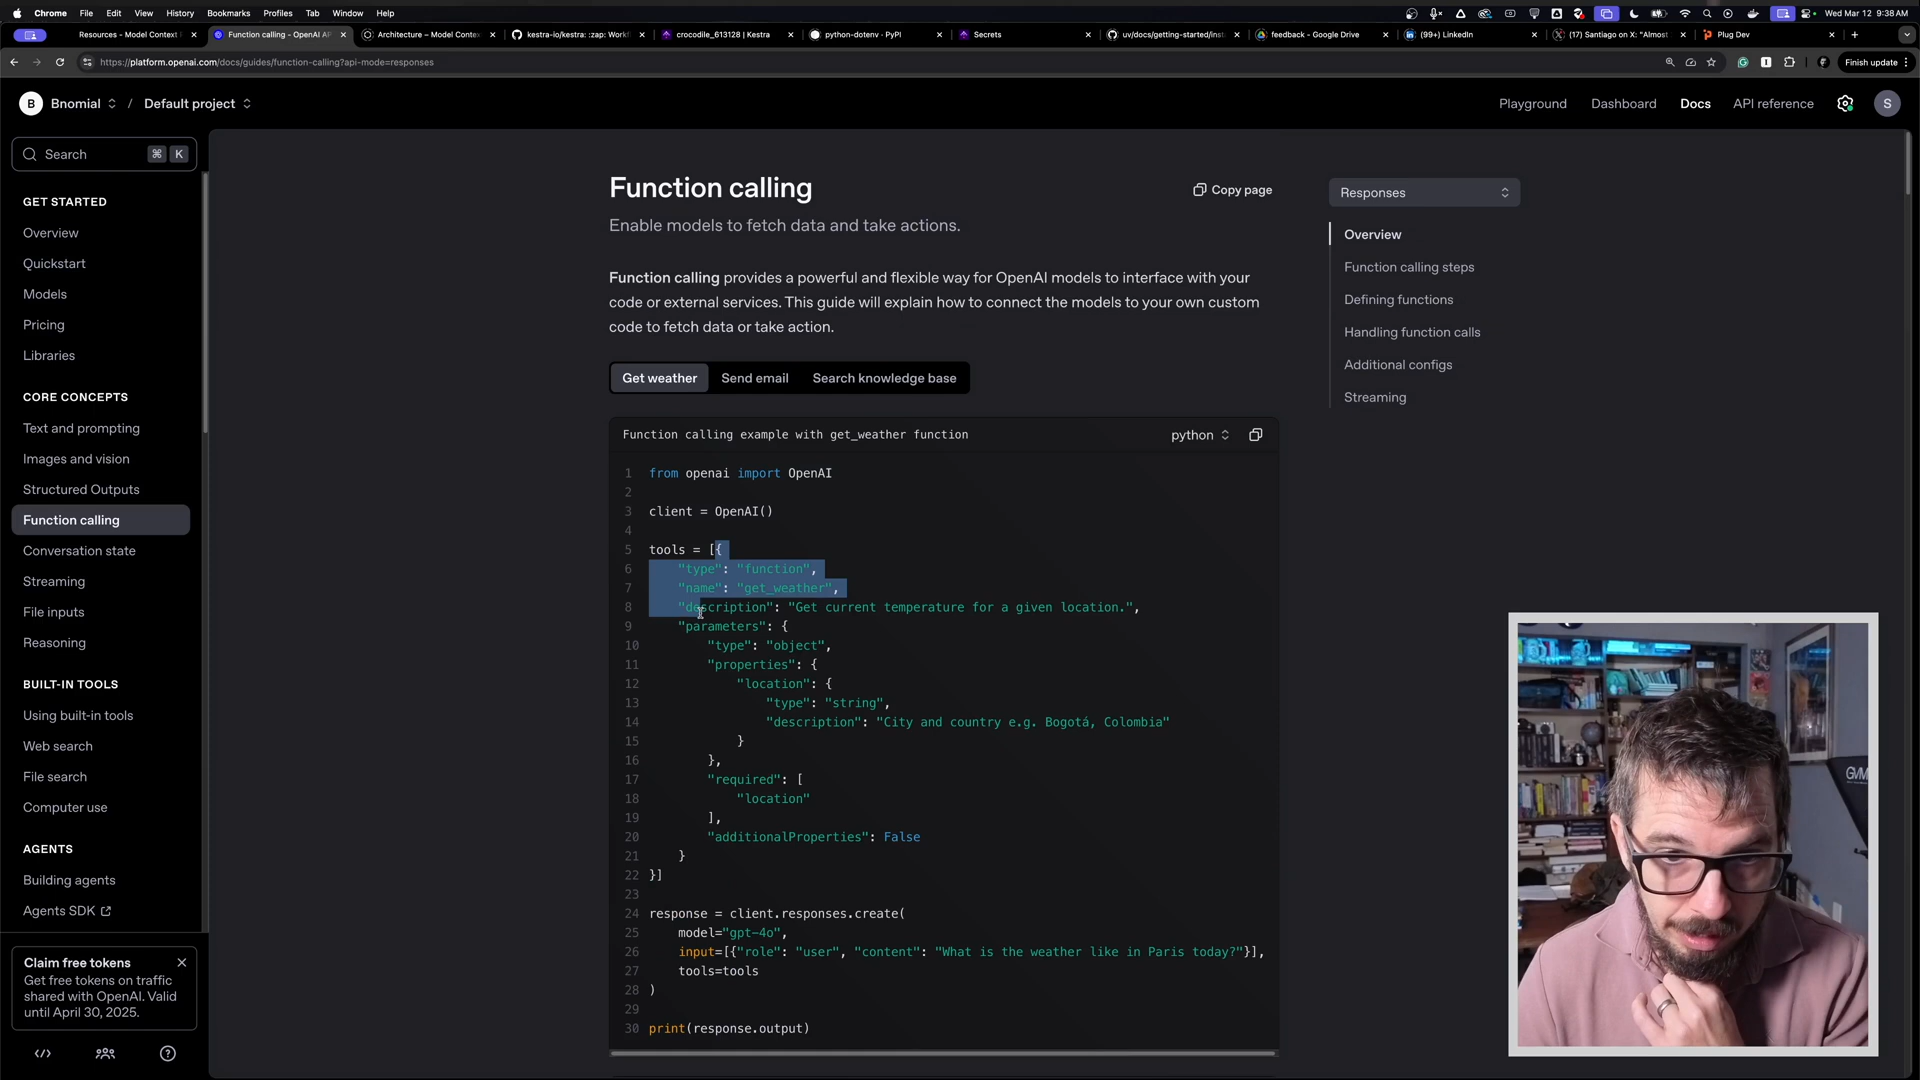 Chrome File Edit View History Bookmarks Profiles Tab Window Help Wed Mar 12 9:38 AM
Resources - Model Context P Function calling - OpenAI AP Architecture – Model Context kestra-io/kestra: :zap: Workfl crocodile_613128 | Kestra python-dotenv · PyPI Secrets uv/docs/getting-started/inst feedback - Google Drive (99+) LinkedIn (17) Santiago on X: "Almost Plug Dev
https://platform.openai.com/docs/guides/function-calling?api-mode=responses Finish update
B Bnomial / Default project Playground Dashboard Docs API reference S
Search ⌘ K
GET STARTED
Overview
Quickstart
Models
Pricing
Libraries
CORE CONCEPTS
Text and prompting
Images and vision
Structured Outputs
Function calling
Conversation state
Streaming
File inputs
Reasoning
BUILT-IN TOOLS
Using built-in tools
Web search
File search
Computer use
AGENTS
Building agents
Agents SDK
Claim free tokens
Get free tokens on traffic
shared with OpenAI. Valid
until April 30, 2025.
Function calling
Copy page
Enable models to fetch data and take actions.
Function calling provides a powerful and flexible way for OpenAI models to interface with your
code or external services. This guide will explain how to connect the models to your own custom
code to fetch data or take action.
Get weather Send email Search knowledge base
Function calling example with get_weather function python
1 from openai import OpenAI
2
3 client = OpenAI()
4
5 tools = [{
6 "type": "function",
7 "name": "get_weather",
8 "description": "Get current temperature for a given location.",
9 "parameters": {
10 "type": "object",
11 "properties": {
12 "location": {
13 "type": "string",
14 "description": "City and country e.g. Bogotá, Colombia"
15 }
16 },
17 "required": [
18 "location"
19 ],
20 "additionalProperties": False
21 }
22 }]
23
24 response = client.responses.create(
25 model="gpt-4o",
26 input=[{"role": "user", "content": "What is the weather like in Paris today?"}],
27 tools=tools
28 )
29
30 print(response.output)
Responses
Overview
Function calling steps
Defining functions
Handling function calls
Additional configs
Streaming
GVM